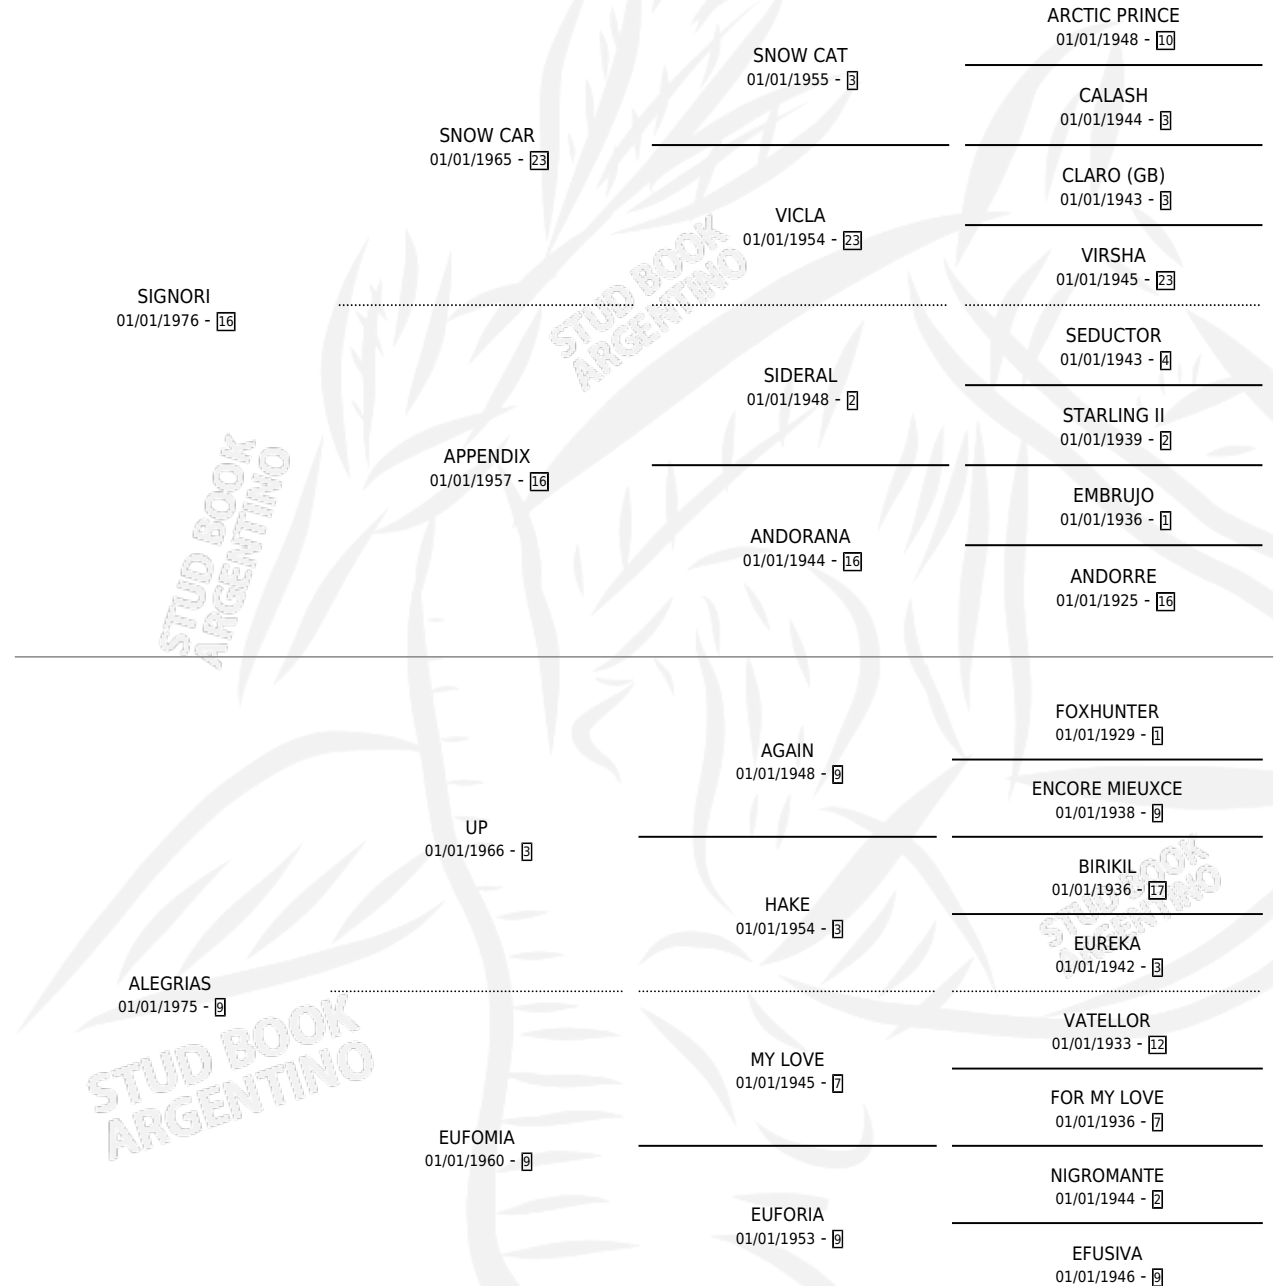 ARCTIC PRINCE
01/01/1948 - 10
SNOW CAT
01/01/1955 - 3
CALASH
01/01/1944 - 3
SNOW CAR
01/01/1965 - 23
CLARO (GB)
01/01/1943 - 3
VICLA
01/01/1954 - 23
VIRSHA
01/01/1945 - 23
SIGNORI
01/01/1976 - 16
SEDUCTOR
01/01/1943 - 4
SIDERAL
01/01/1948 - 2
STARLING II
01/01/1939 - 2
APPENDIX
01/01/1957 - 16
EMBRUJO
01/01/1936 - 1
ANDORANA
01/01/1944 - 16
ANDORRE
01/01/1925 - 16
FOXHUNTER
01/01/1929 - 1
AGAIN
01/01/1948 - 9
ENCORE MIEUXCE
01/01/1938 - 9
UP
01/01/1966 - 3
BIRIKIL
01/01/1936 - 17
HAKE
01/01/1954 - 3
EUREKA
01/01/1942 - 3
ALEGRIAS
01/01/1975 - 9
VATELLOR
01/01/1933 - 12
MY LOVE
01/01/1945 - 7
FOR MY LOVE
01/01/1936 - 7
EUFOMIA
01/01/1960 - 9
NIGROMANTE
01/01/1944 - 2
EUFORIA
01/01/1953 - 9
EFUSIVA
01/01/1946 - 9
STUD BOOK
ARGENTINO
STUD BOOK
ARGENTINO
STUD BOOK
ARGENTINO
STUD BOOK
ARGENTINO